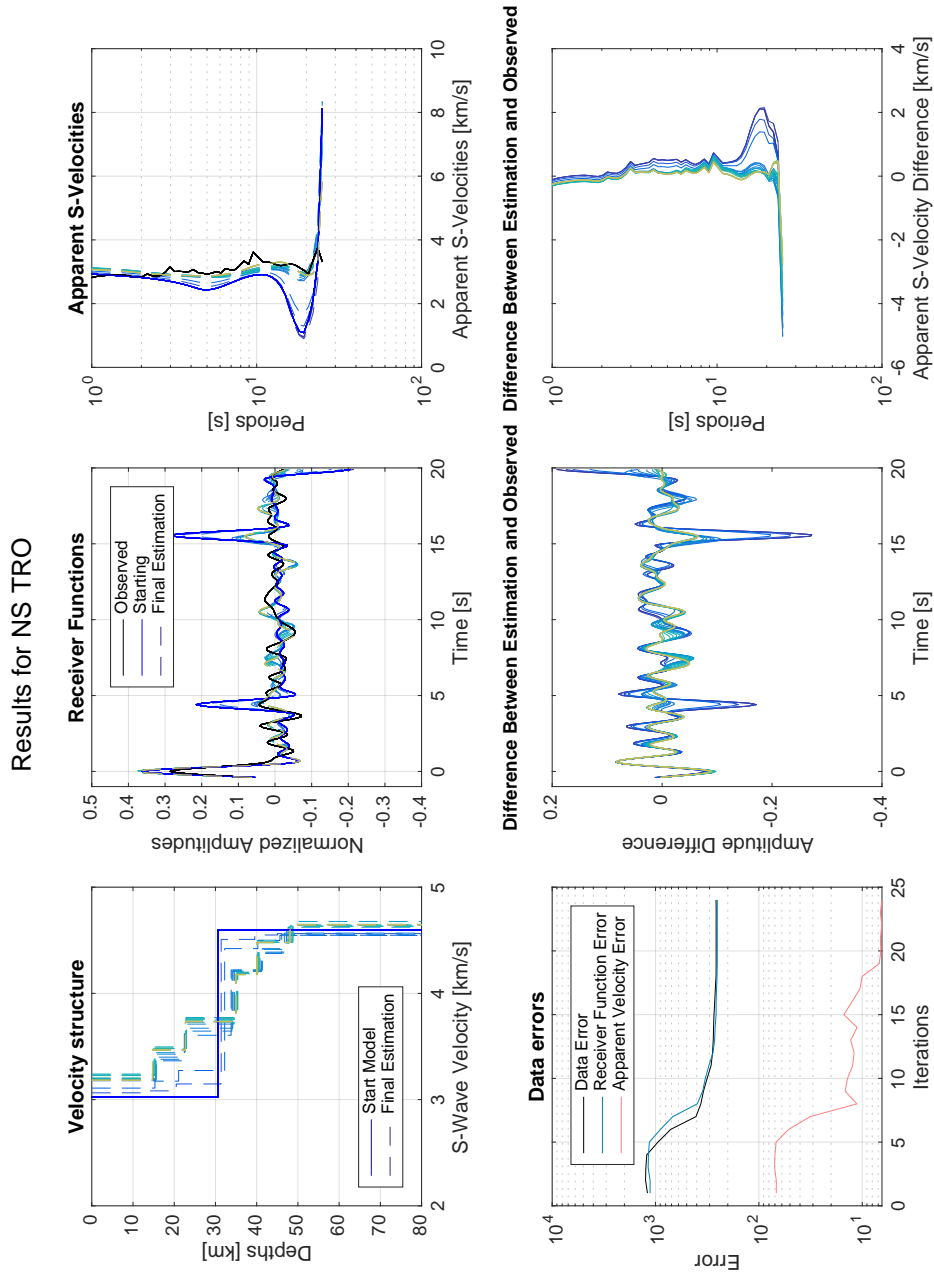 Results for NS TRO
Velocity structure
0
10
20
30
40
50
60
70
80
Depths [km]
2
3
4
5
S-Wave Velocity [km/s]
Start Model
Final Estimation
Receiver Functions
0.5
0.4
0.3
0.2
0.1
0
-0.1
-0.2
-0.3
-0.4
Normalized Amplitudes
0
5
10
15
20
Time [s]
Observed
Starting
Final Estimation
Apparent S-Velocities
10^0
10^1
10^2
Periods [s]
0
2
4
6
8
10
Apparent S-Velocities [km/s]
Data errors
10^4
10^3
10^2
10^1
Error
0
5
10
15
20
25
Iterations
Data Error
Receiver Function Error
Apparent Velocity Error
Difference Between Estimation and Observed
0.2
0
-0.2
-0.4
Amplitude Difference
0
5
10
15
20
Time [s]
Difference Between Estimation and Observed
10^0
10^1
10^2
Periods [s]
-6
-4
-2
0
2
4
Apparent S-Velocity Difference [km/s]